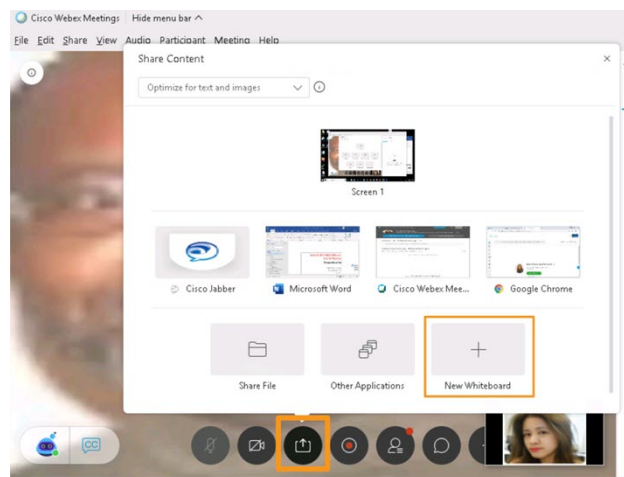 Cisco Webex Meetings Hide menu bar
File Edit Share View Audio Participant Meeting Help
Share Content
Optimize for text and images
Screen 1
Cisco Jabber Microsoft Word Cisco Webex Mee... Google Chrome
Share File Other Applications New Whiteboard
CC